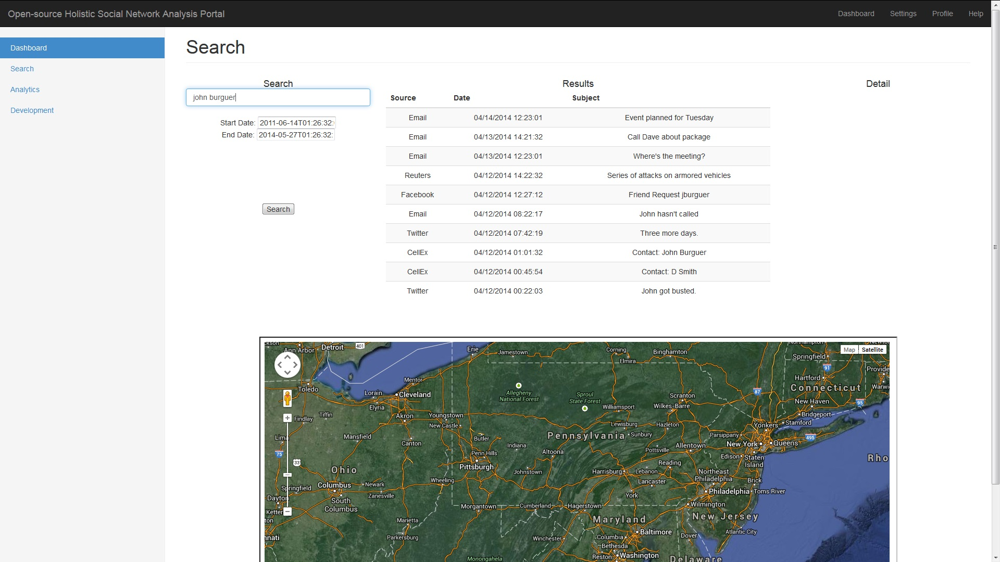 Open-source Holistic Social Network Analysis Portal
Dashboard Settings Profile Help
Dashboard
Search
Analytics
Development
Search
Search
john burguer
Start Date: 2011-06-14T01:26:32:
End Date: 2014-05-27T01:26:32:
Search
Results
Source Date Subject
Email 04/14/2014 12:23:01 Event planned for Tuesday
Email 04/13/2014 14:21:32 Call Dave about package
Email 04/13/2014 12:23:01 Where's the meeting?
Reuters 04/12/2014 14:22:32 Series of attacks on armored vehicles
Facebook 04/12/2014 12:27:12 Friend Request jburguer
Email 04/12/2014 08:22:17 John hasn't called
Twitter 04/12/2014 07:42:19 Three more days.
CellEx 04/12/2014 01:01:32 Contact: John Burguer
CellEx 04/12/2014 00:45:54 Contact: D Smith
Twitter 04/12/2014 00:22:03 John got busted.
Detail
Map Satellite
Ann Arbor
Detroit
401
Erie
Jamestown
Corning
Elmira
Binghamton
Springfield
91
Hartford
Provide
Connecticut
Warwi
Toledo
Mentor
Lorain
Cleveland
Elyria
Allegheny
National Forest
Sproul
State Forest
Williamsport
Scranton
Wilkes-Barre
87
New Haven
95
Bridgeport
Stamford
Findlay
Tiffin
Akron
Youngstown
New Castle
Lewisburg
Hazleton
Yonkers
Lima
Mansfield
Canton
Butler
Indiana
Pennsylvania
Sunbury
Parsippany
New York
Queens
495
75
33
Penn Hills
Altoona
Pottsville
Allentown
Edison
Staten
Island
Rho
Ohio
Pittsburgh
Johnstown
Harrisburg
Lebanon
Reading
Northeast
Philadelphia
Brick
Columbus
Newark
Wheeling
Lancaster
Springfield
Zanesville
York
Philadelphia
Toms River
Dayton
South
Columbus
Morgantown
Cumberland
Hagerstown
Wilmington
Ketter
ton
Marietta
Maryland
New Jersey
nnati
Parkersburg
Winchester
Columbia
Baltimore
Dover
Atlantic City
Bethesda
Reston
Washington
Monongahela
Delaware